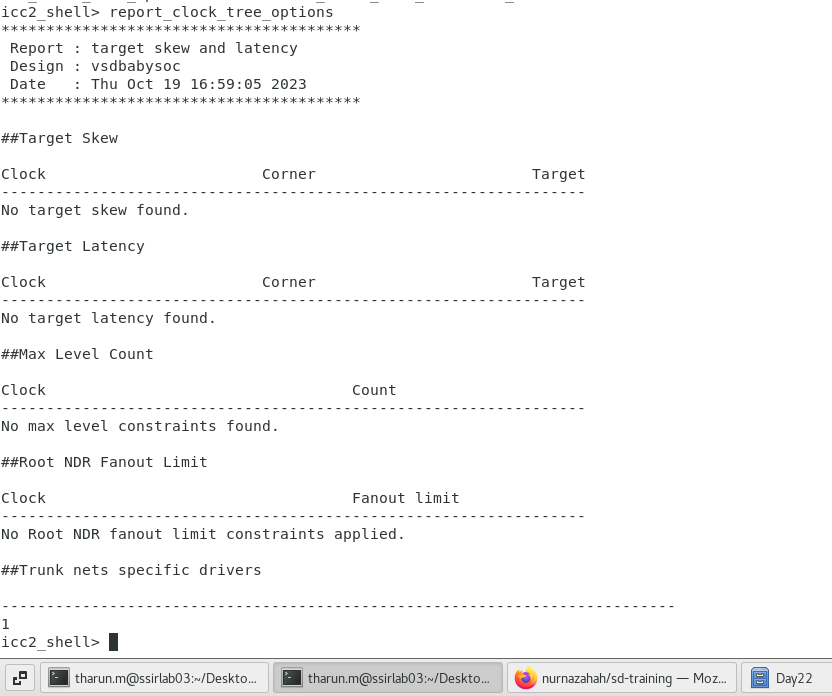 icc2_shell> report_clock_tree_options
****************************************
Report : target skew and latency
Design : vsdbabysoc
Date   : Thu Oct 19 16:59:05 2023
****************************************
##Target Skew
Clock                        Corner                        Target
-----------------------------------------------------------------
No target skew found.
##Target Latency
Clock                        Corner                        Target
-----------------------------------------------------------------
No target latency found.
##Max Level Count
Clock                                  Count
-----------------------------------------------------------------
No max level constraints found.
##Root NDR Fanout Limit
Clock                                  Fanout limit
-----------------------------------------------------------------
No Root NDR fanout limit constraints applied.
##Trunk nets specific drivers
---------------------------------------------------------------------------
1
icc2_shell>
tharun.m@ssirlab03:~/Deskto... tharun.m@ssirlab03:~/Deskto... nurnazahah/sd-training — Moz... Day22